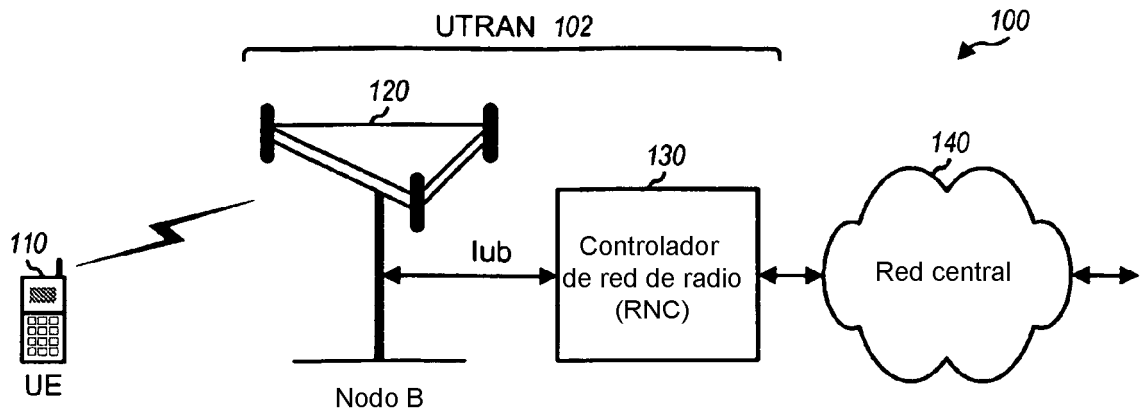 UTRAN 102
100
120
130
140
110
Iub
Controlador
de red de radio
(RNC)
Red central
UE
Nodo B